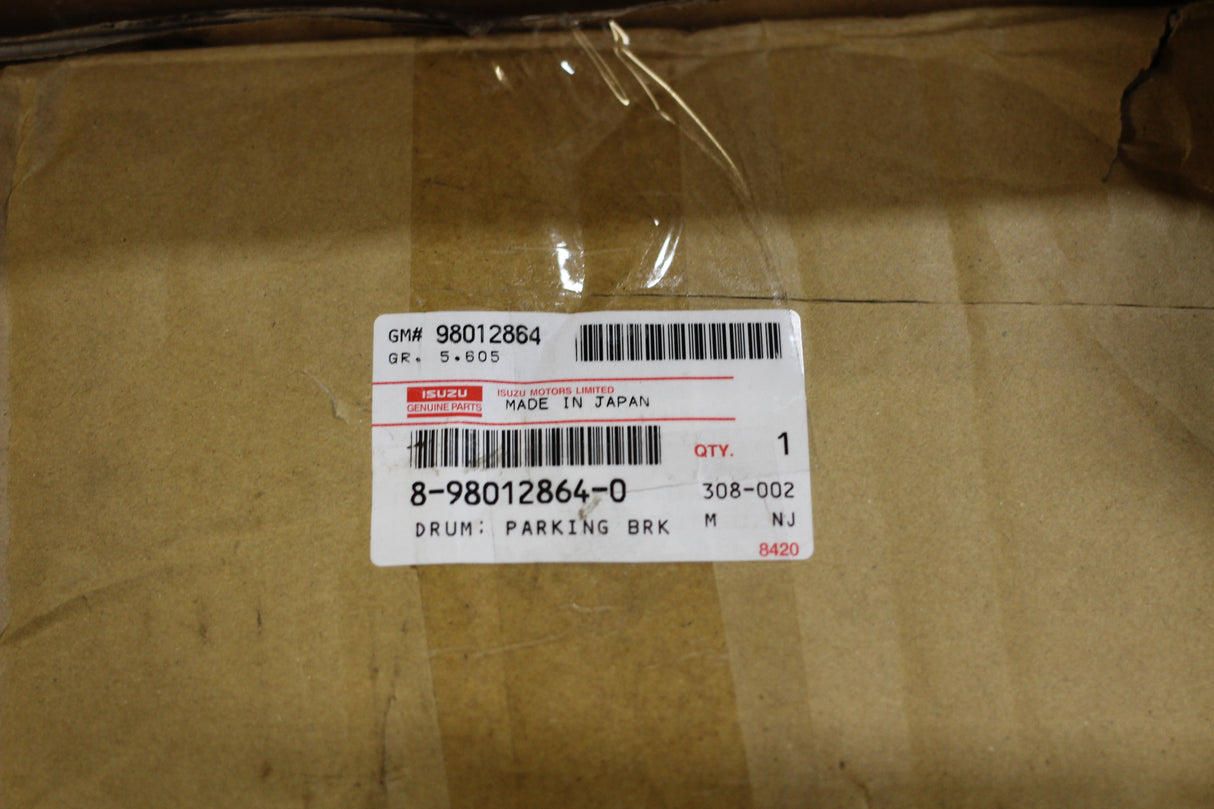 GM# 98012864
GR. 5.605
ISUZU
GENUINE PARTS
ISUZU MOTORS LIMITED
MADE IN JAPAN
QTY. 1
8-98012864-0
308-002
DRUM: PARKING BRK
M NJ
8420